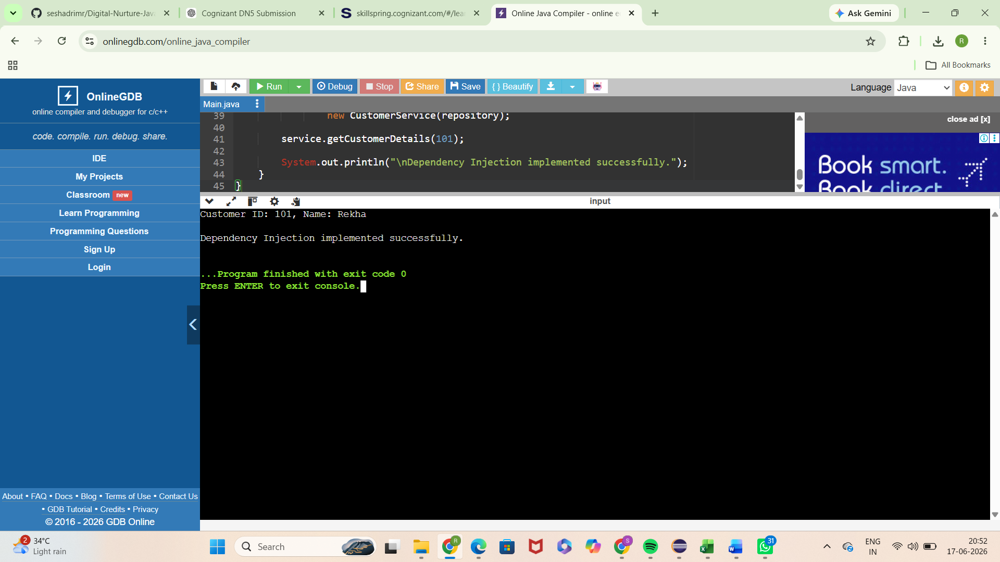 seshadrimr/Digital-Nurture-Java
Cognizant DN5 Submission
skillspring.cognizant.com/#/lear
Online Java Compiler - online e
Ask Gemini
onlinegdb.com/online_java_compiler
R
All Bookmarks
OnlineGDB
online compiler and debugger for c/c++
code. compile. run. debug. share.
IDE
My Projects
Classroom new
Learn Programming
Programming Questions
Sign Up
Login
About • FAQ • Docs • Blog • Terms of Use • Contact Us
• GDB Tutorial • Credits • Privacy
© 2016 - 2026 GDB Online
Run
Debug
Stop
Share
Save
{ } Beautify
Language Java
Main.java
39 new CustomerService(repository);
40
41 service.getCustomerDetails(101);
42
43 System.out.println("\nDependency Injection implemented successfully.");
44 }
45 }
close ad [x]
Book smart.
Book direct
input
Customer ID: 101, Name: Rekha
Dependency Injection implemented successfully.
...Program finished with exit code 0
Press ENTER to exit console.
2
34°C
Light rain
Search
R
S
31
ENG
IN
20:52
17-06-2026